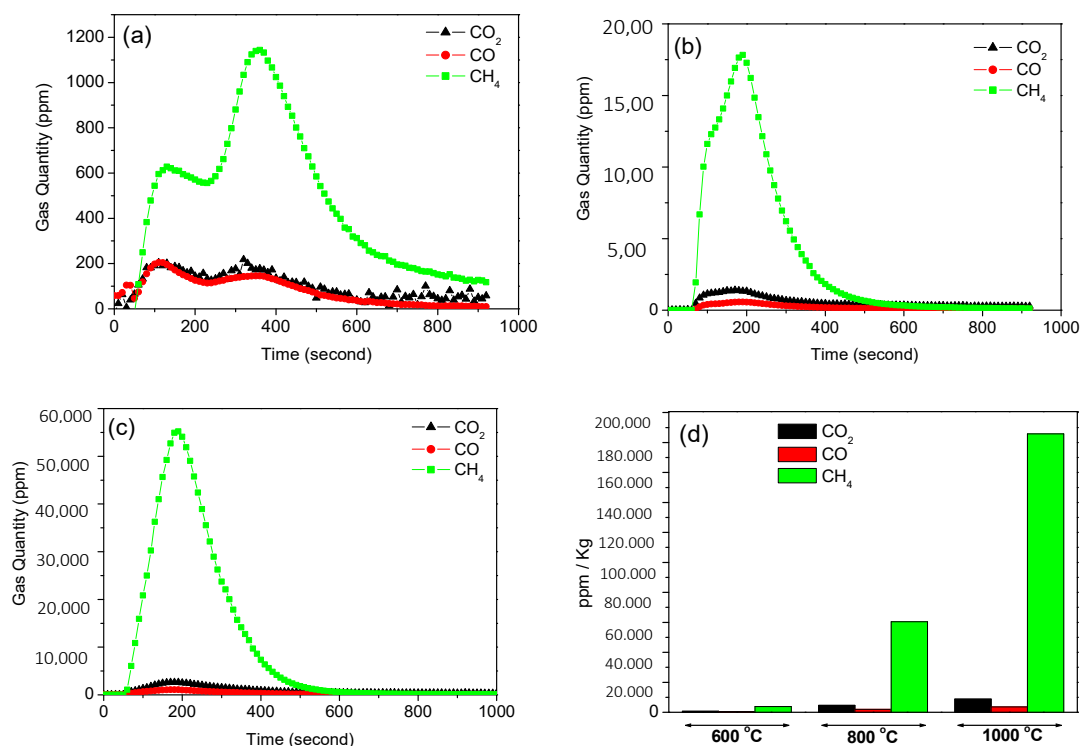 (a)
CO2
CO
CH4
1200
1000
800
600
400
200
0
Gas Quantity (ppm)
0 200 400 600 800 1000
Time (second)
(b)
CO2
CO
CH4
20,00
15,00
10,00
5,00
0
Gas Quantity (ppm)
0 200 400 600 800 1000
Time (second)
(c)
CO2
CO
CH4
60,000
50,000
40,000
30,000
20,000
10,000
0
Gas Quantity (ppm)
0 200 400 600 800 1000
Time (second)
(d)
CO2
CO
CH4
200.000
180.000
160.000
140.000
120.000
100.000
80.000
60.000
40.000
20.000
0
ppm / Kg
600 °C 800 °C 1000 °C